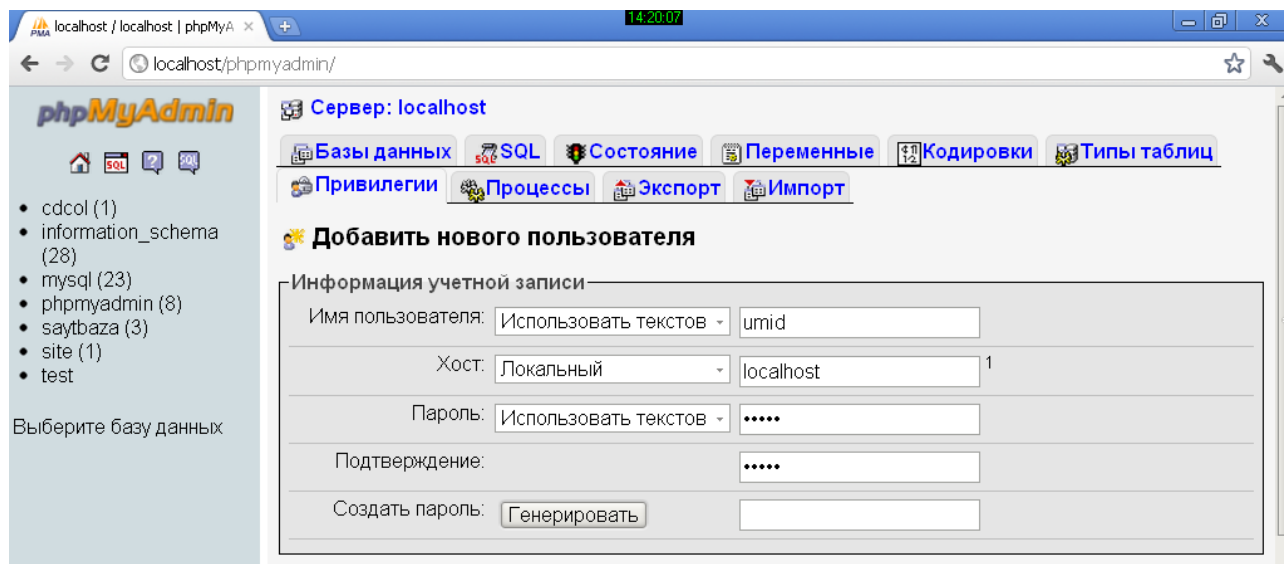 localhost / localhost | phpMyA
14:20:07
localhost/phpmyadmin/
phpMyAdmin
SQL
SQL
cdcol (1)
information_schema
(28)
mysql (23)
phpmyadmin (8)
saytbaza (3)
site (1)
test
Выберите базу данных
Сервер: localhost
Базы данных SQL Состояние Переменные Кодировки Типы таблиц
Привилегии Процессы Экспорт Импорт
Добавить нового пользователя
Информация учетной записи
Имя пользователя: Использовать текстов umid
Хост: Локальный localhost 1
Пароль: Использовать текстов •••••
Подтверждение: •••••
Создать пароль: Генерировать